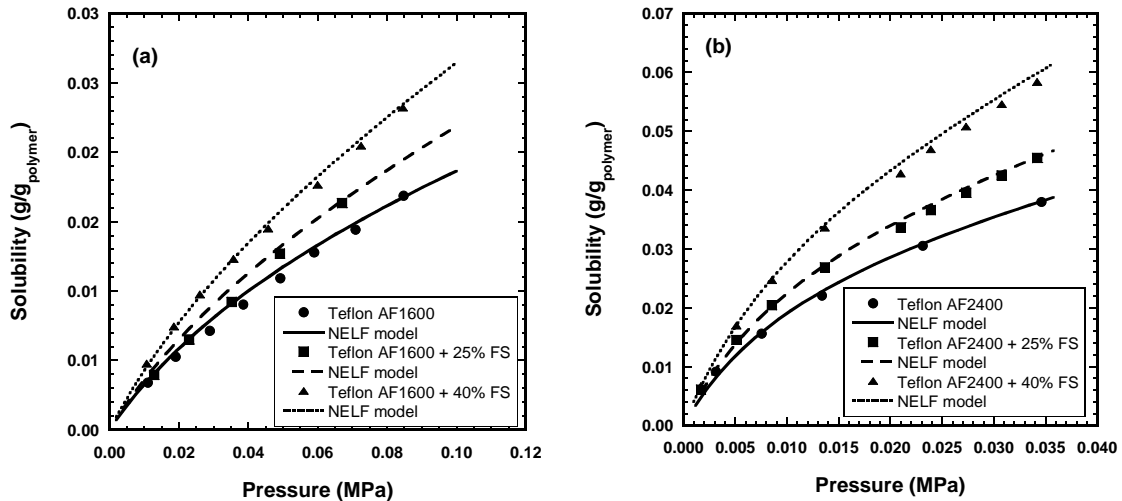 (a)
0.03
0.03
0.02
0.02
0.01
0.01
0.00
Solubility (g/g_polymer)
0.00 0.02 0.04 0.06 0.08 0.10 0.12
Pressure (MPa)
Teflon AF1600
NELF model
Teflon AF1600 + 25% FS
NELF model
Teflon AF1600 + 40% FS
NELF model
(b)
0.07
0.06
0.05
0.04
0.03
0.02
0.01
0.00
Solubility (g/g_polymer)
0.000 0.005 0.010 0.015 0.020 0.025 0.030 0.035 0.040
Pressure (MPa)
Teflon AF2400
NELF model
Teflon AF2400 + 25% FS
NELF model
Teflon AF2400 + 40% FS
NELF model